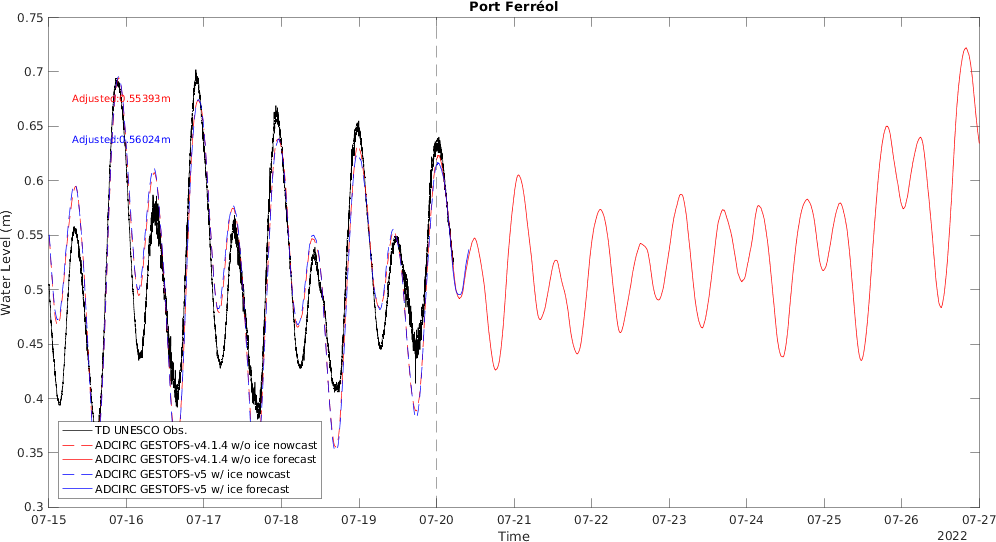 Port Ferréol
0.75
0.7
0.65
0.6
0.55
0.5
0.45
0.4
0.35
0.3
Water Level (m)
Adjusted:0.55393m
Adjusted:0.56024m
TD UNESCO Obs.
ADCIRC GESTOFS-v4.1.4 w/o ice nowcast
ADCIRC GESTOFS-v4.1.4 w/o ice forecast
ADCIRC GESTOFS-v5 w/ ice nowcast
ADCIRC GESTOFS-v5 w/ ice forecast
07-15 07-16 07-17 07-18 07-19 07-20 07-21 07-22 07-23 07-24 07-25 07-26 07-27
Time
2022